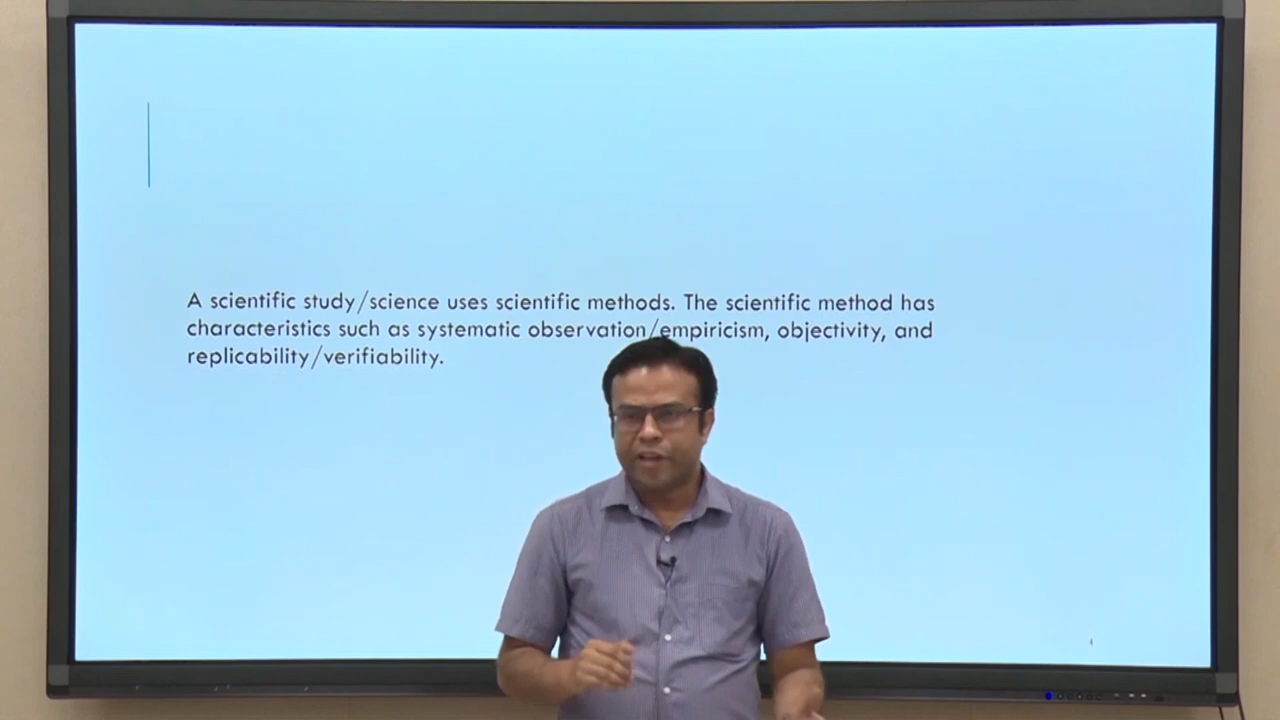 A scientific study/science uses scientific methods. The scientific method has
characteristics such as systematic observation/empiricism, objectivity, and
replicability/verifiability.